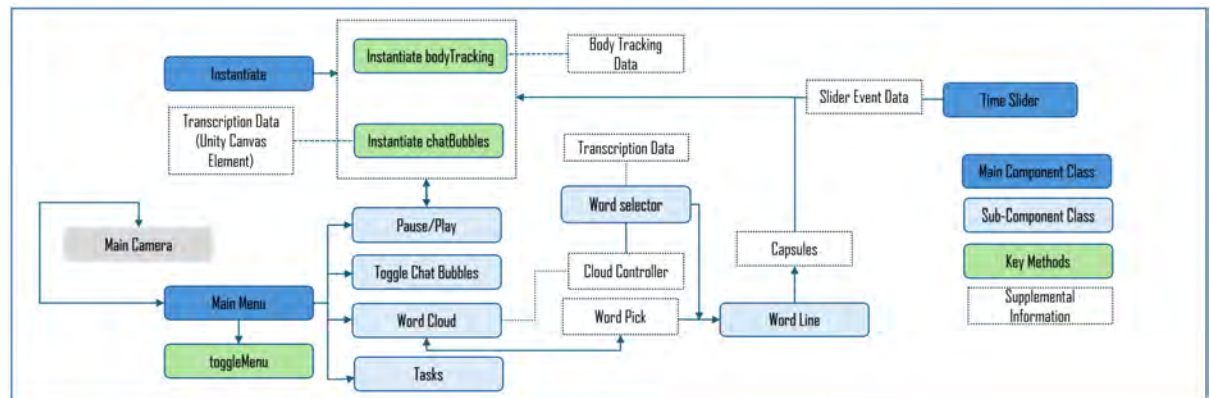 Instantiate bodyTracking
Body Tracking
Data
Instantiate
Slider Event Data
Time Slider
Transcription Data
(Unity Canvas
Element)
Instantiate chatBubbles
Transcription Data
Main Component Class
Word selector
Sub-Component Class
Pause/Play
Main Camera
Capsules
Key Methods
Toggle Chat Bubbles
Cloud Controller
Main Menu
Supplemental
Information
Word Cloud
Word Pick
Word Line
toggleMenu
Tasks